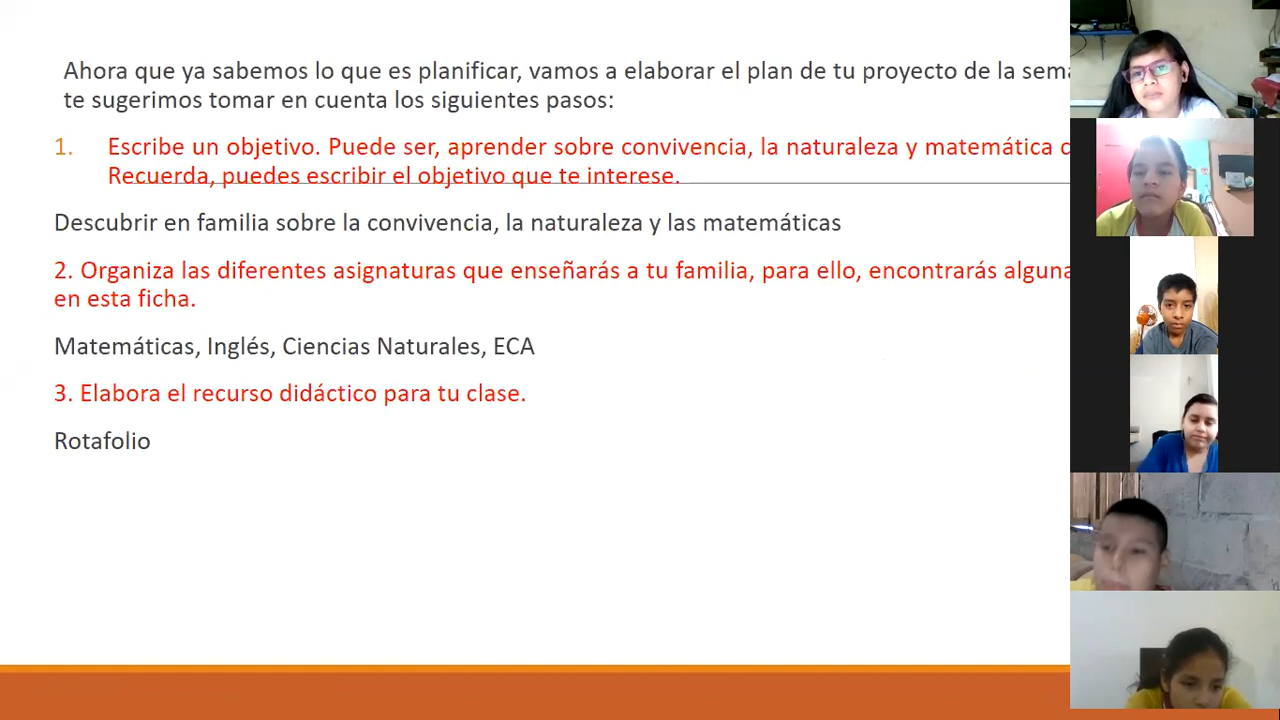 Ahora que ya sabemos lo que es planificar, vamos a elaborar el plan de tu proyecto de la
te sugerimos tomar en cuenta los siguientes pasos:
1. Escribe un objetivo. Puede ser, aprender sobre convivencia, la naturaleza y matemática
Recuerda, puedes escribir el objetivo que te interese.
Descubrir en familia sobre la convivencia, la naturaleza y las matemáticas
2. Organiza las diferentes asignaturas que enseñarás a tu familia, para ello, encontrarás
en esta ficha.
Matemáticas, Inglés, Ciencias Naturales, ECA
3. Elabora el recurso didáctico para tu clase.
Rotafolio